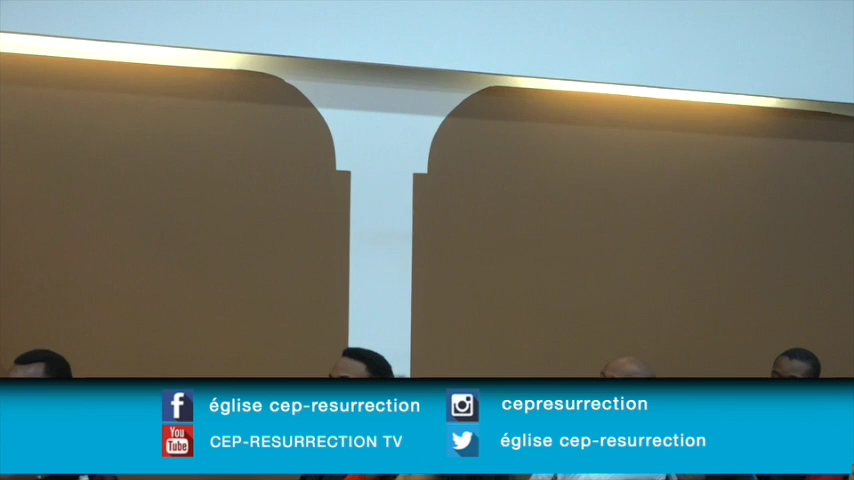 église cep-resurrection
cepresurrection
You Tube
CEP-RESURRECTION TV
église cep-resurrection